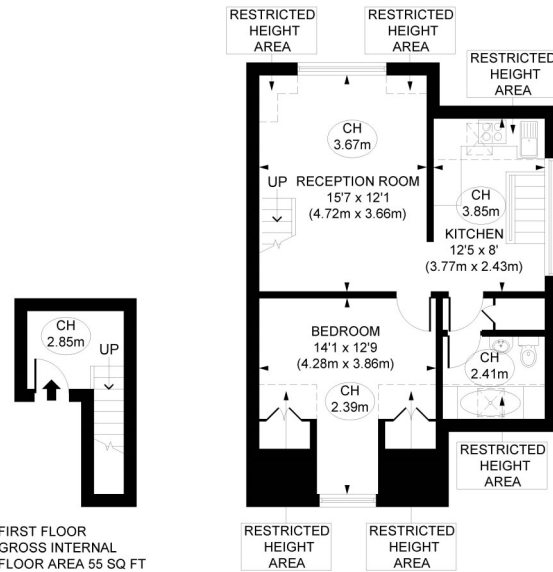 RESTRICTED
HEIGHT
AREA
RESTRICTED
HEIGHT
AREA
RESTRICTED
HEIGHT
AREA
CH
3.67m
UP
RECEPTION ROOM
15'7 x 12'1
(4.72m x 3.66m)
CH
3.85m
KITCHEN
12'5 x 8'
(3.77m x 2.43m)
CH
2.85m
UP
BEDROOM
14'1 x 12'9
(4.28m x 3.86m)
CH
2.39m
CH
2.41m
RESTRICTED
HEIGHT
AREA
RESTRICTED
HEIGHT
AREA
RESTRICTED
HEIGHT
AREA
FIRST FLOOR
GROSS INTERNAL
FLOOR AREA 55 SQ FT